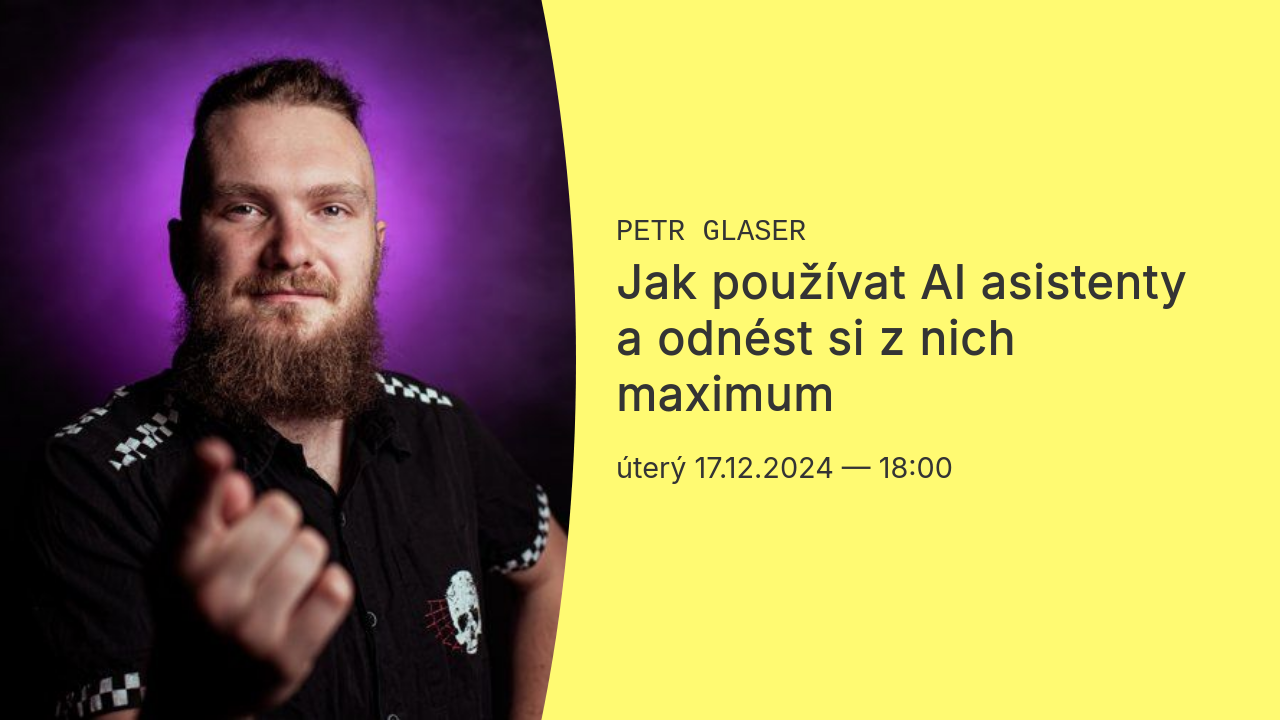 PETR GLASER
Jak používat AI asistenty
a odnést si z nich
maximum
úterý 17.12.2024 — 18:00